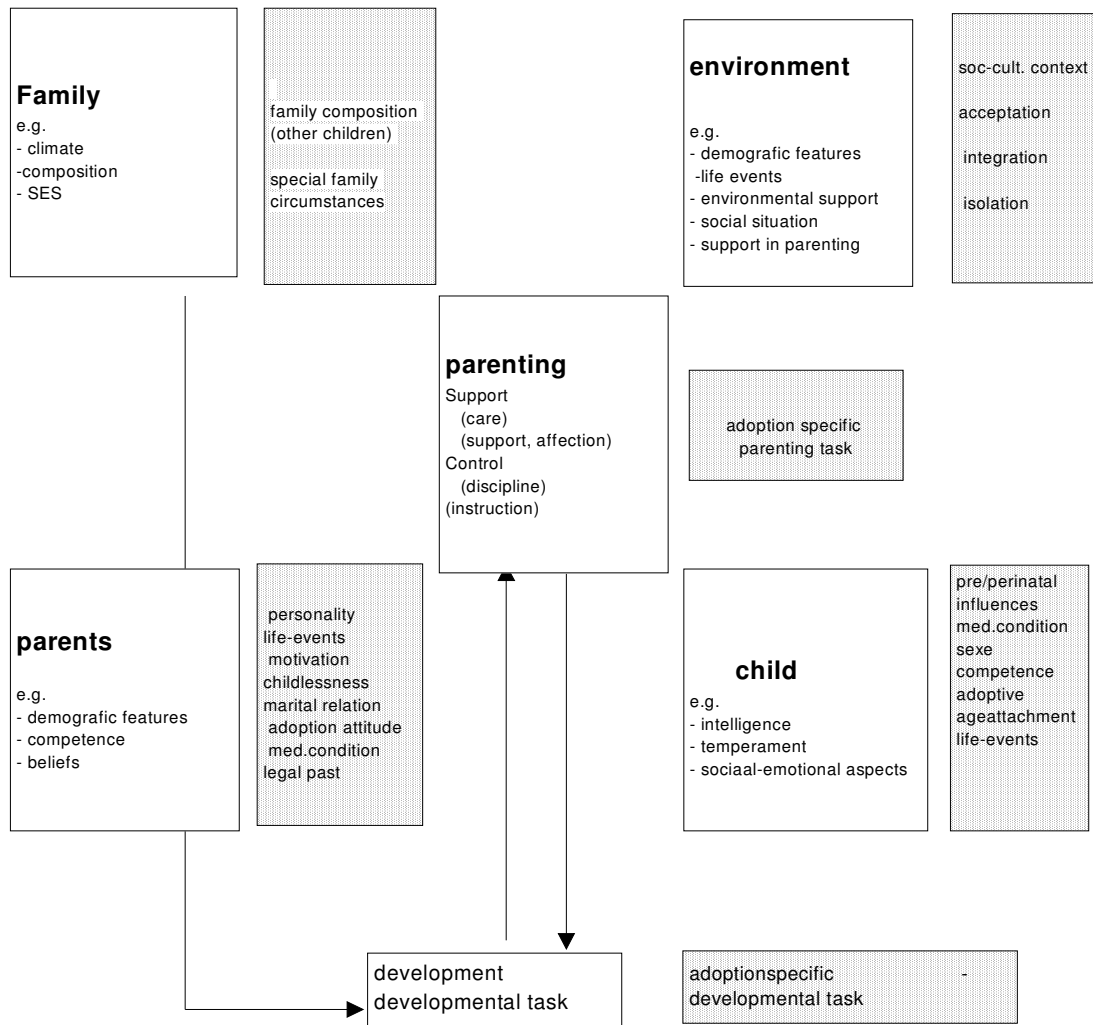 Family
e.g.
- climate
-composition
- SES
family composition
(other children)
special family
circumstances
environment
e.g.
- demografic features
-life events
- environmental support
- social situation
- support in parenting
soc-cult. context
acceptation
integration
isolation
parenting
Support
(care)
(support, affection)
Control
(discipline)
(instruction)
adoption specific
parenting task
parents
e.g.
- demografic features
- competence
- beliefs
personality
life-events
motivation
childlessness
marital relation
adoption attitude
med.condition
legal past
child
e.g.
- intelligence
- temperament
- sociaal-emotional aspects
pre/perinatal
influences
med.condition
sexe
competence
adoptive
ageattachment
life-events
development
developmental task
adoptionspecific -
developmental task